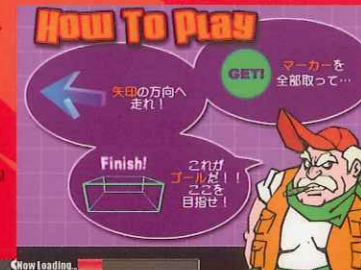 How To Play
矢印の方向へ
走れ！
GET!
マーカーを
全部取って…
Finish!
これが
ゴールだ！！
ここを
目指せ！
Now Loading...